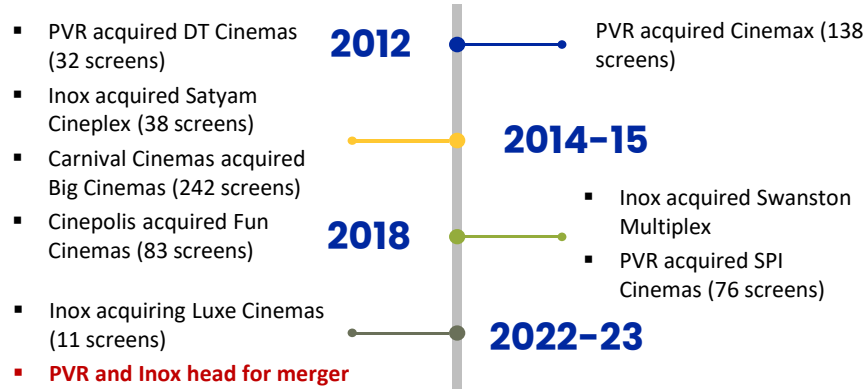 2012
PVR acquired Cinemax (138
screens)
▪ PVR acquired DT Cinemas
(32 screens)
▪ Inox acquired Satyam
Cineplex (38 screens)
▪ Carnival Cinemas acquired
Big Cinemas (242 screens)
▪ Cinepolis acquired Fun
Cinemas (83 screens)
2014-15
2018
▪ Inox acquired Swanston
Multiplex
▪ PVR acquired SPI
Cinemas (76 screens)
▪ Inox acquiring Luxe Cinemas
(11 screens)
▪ PVR and Inox head for merger
2022-23